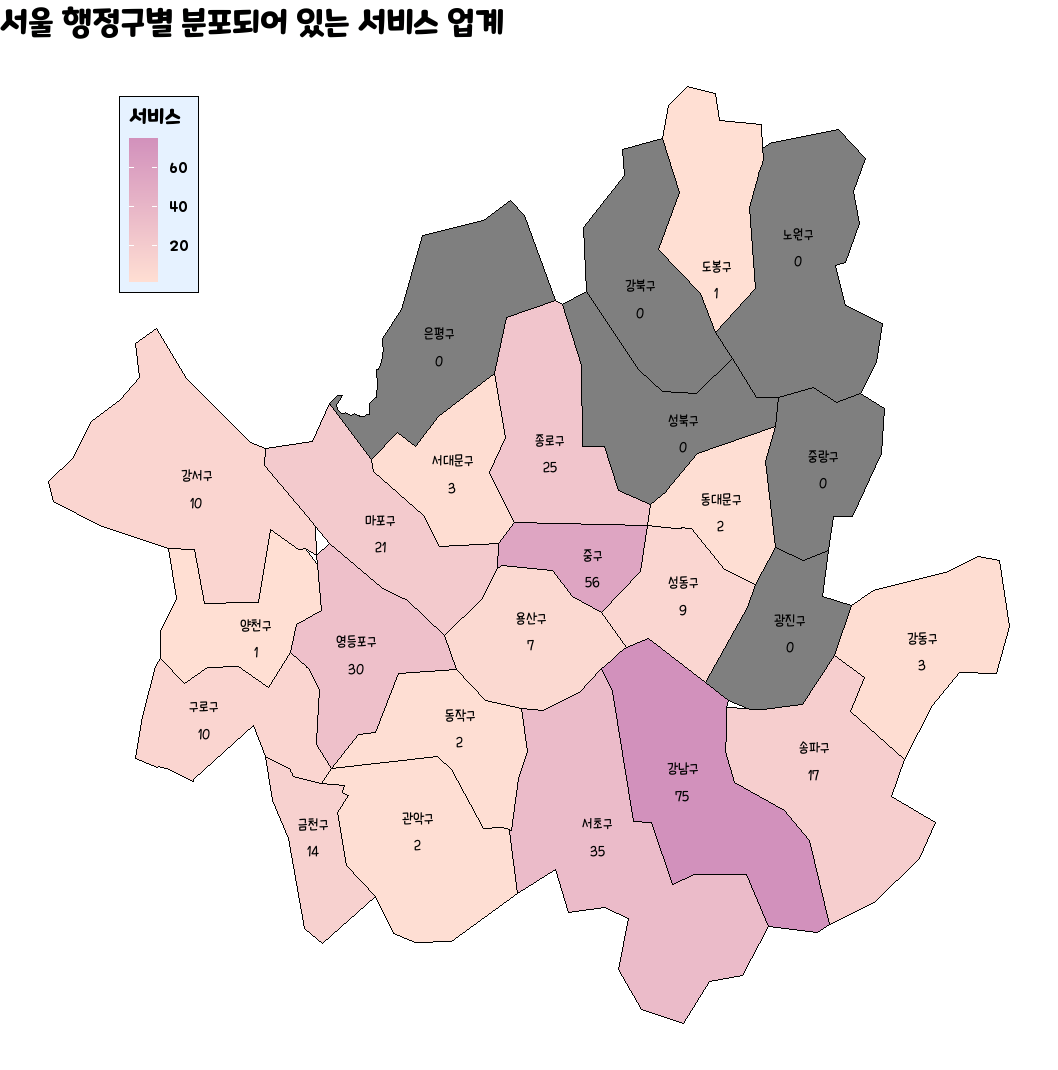 서울 행정구별 분포되어 있는 서비스 업계
서비스
60
40
20
도봉구
1
노원구
0
강북구
0
은평구
0
성북구
0
중랑구
0
종로구
25
서대문구
3
강서구
10
동대문구
2
마포구
21
중구
56
성동구
9
용산구
7
광진구
0
강동구
3
양천구
1
영등포구
30
구로구
10
동작구
2
송파구
17
강남구
75
관악구
2
금천구
14
서초구
35